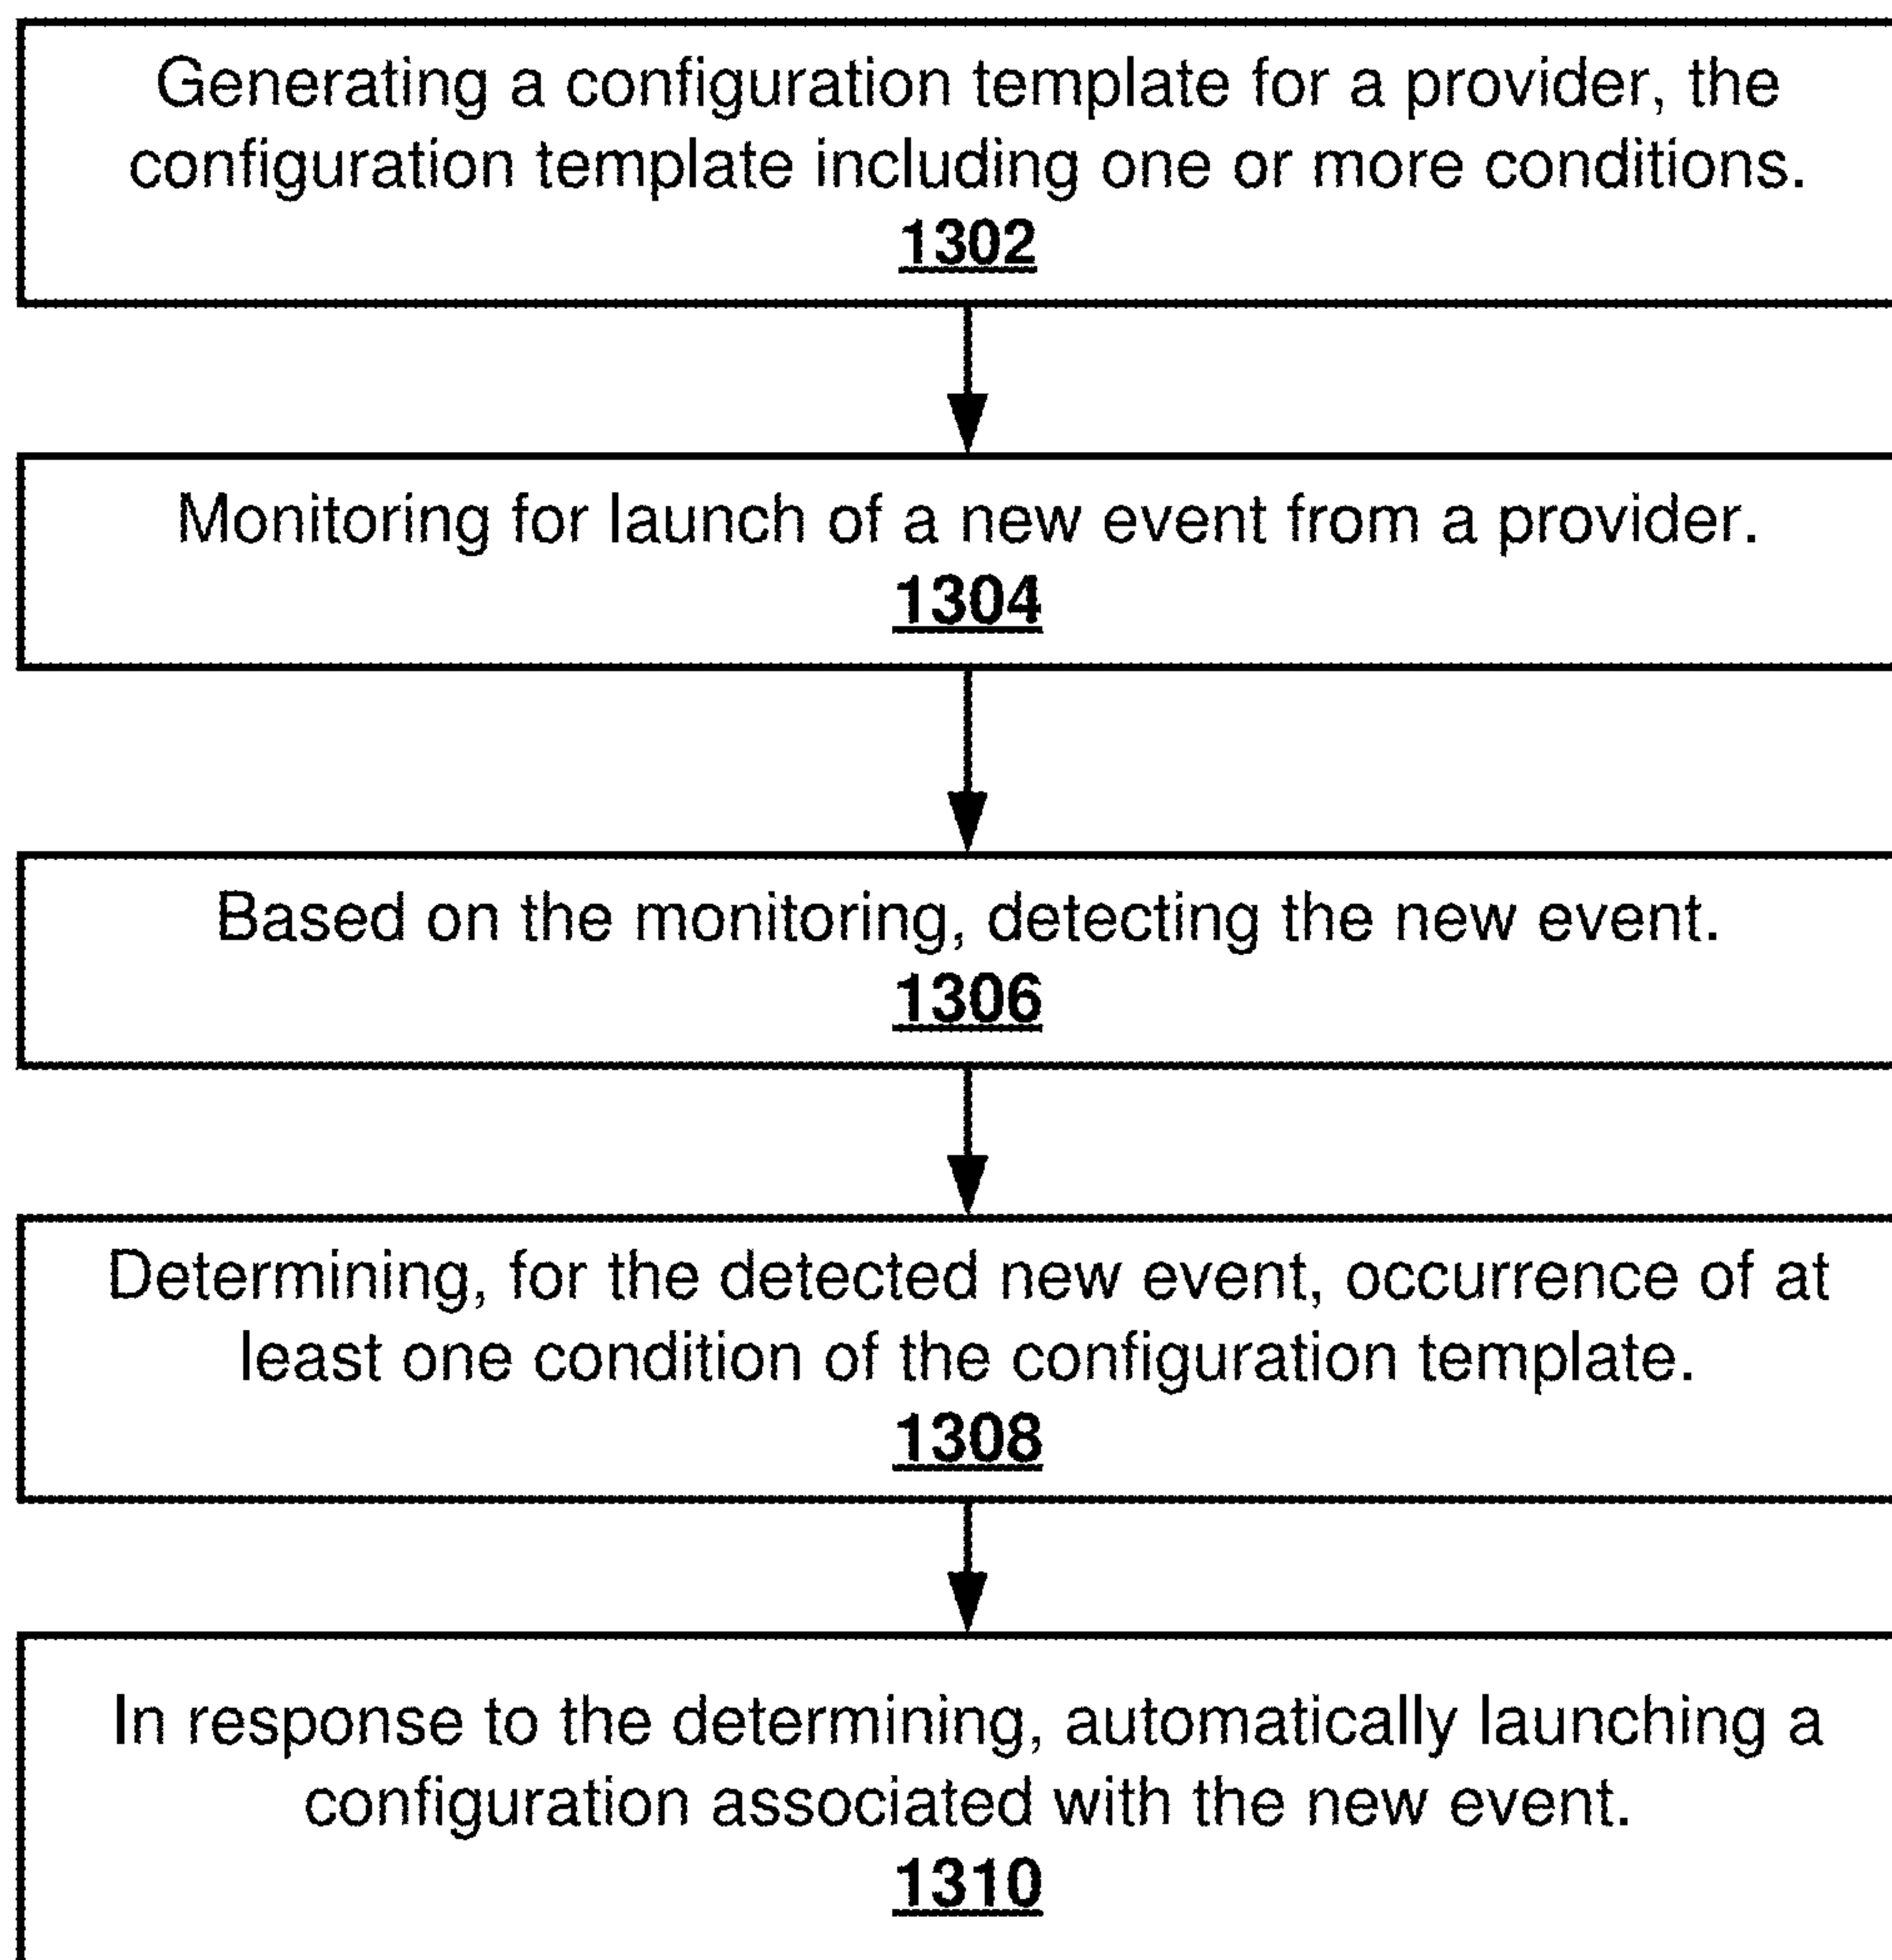 Generating a configuration template for a provider, the
configuration template including one or more conditions.
1302
Monitoring for launch of a new event from a provider.
1304
Based on the monitoring, detecting the new event.
1306
Determining, for the detected new event, occurrence of at
least one condition of the configuration template.
1308
In response to the determining, automatically launching a
configuration associated with the new event.
1310